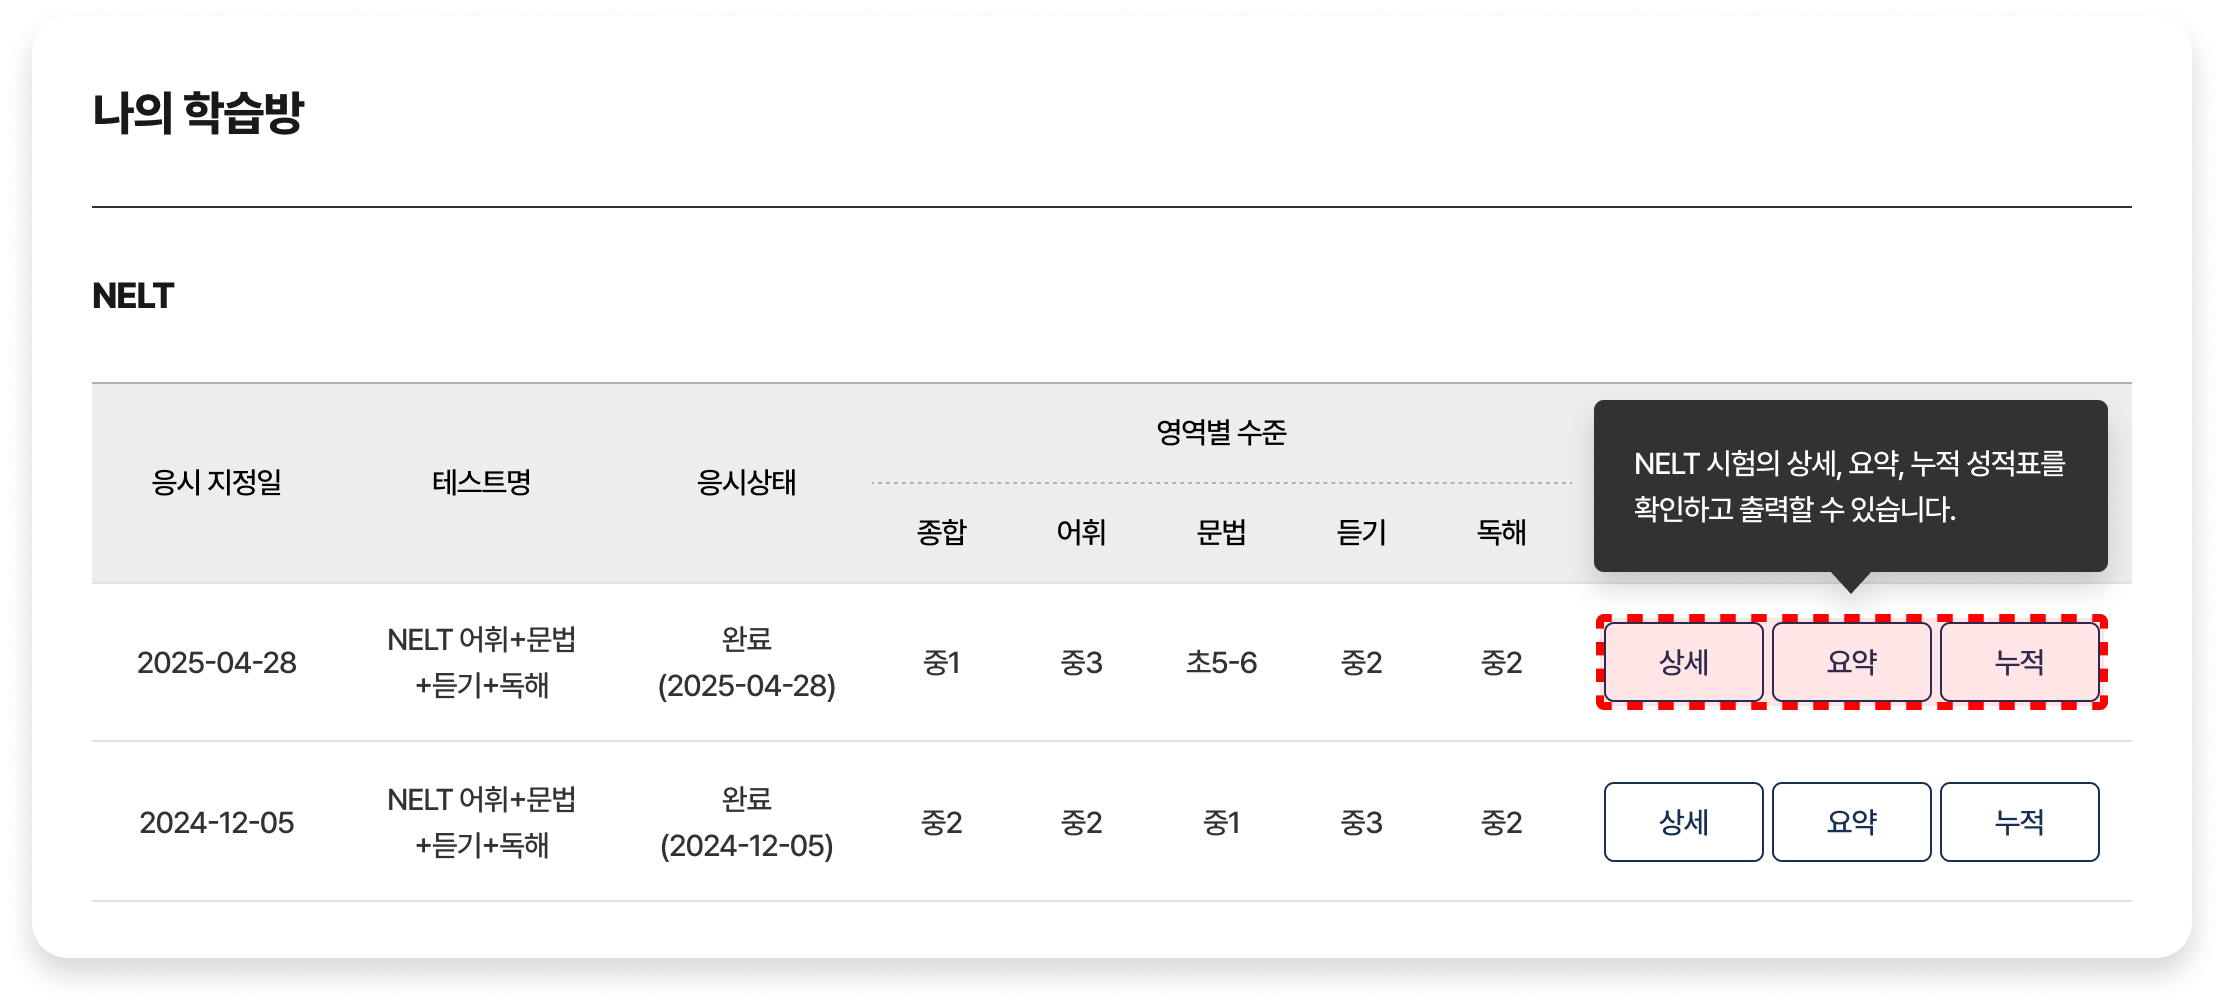 나의 학습방
NELT
응시 지정일
테스트명
응시상태
영역별 수준
종합 어휘 문법 듣기 독해
NELT 시험의 상세, 요약, 누적 성적표를
확인하고 출력할 수 있습니다.
2025-04-28
NELT 어휘+문법
+듣기+독해
완료
(2025-04-28)
중1 중3 초5-6 중2 중2
상세 요약 누적
2024-12-05
NELT 어휘+문법
+듣기+독해
완료
(2024-12-05)
중2 중2 중1 중3 중2
상세 요약 누적